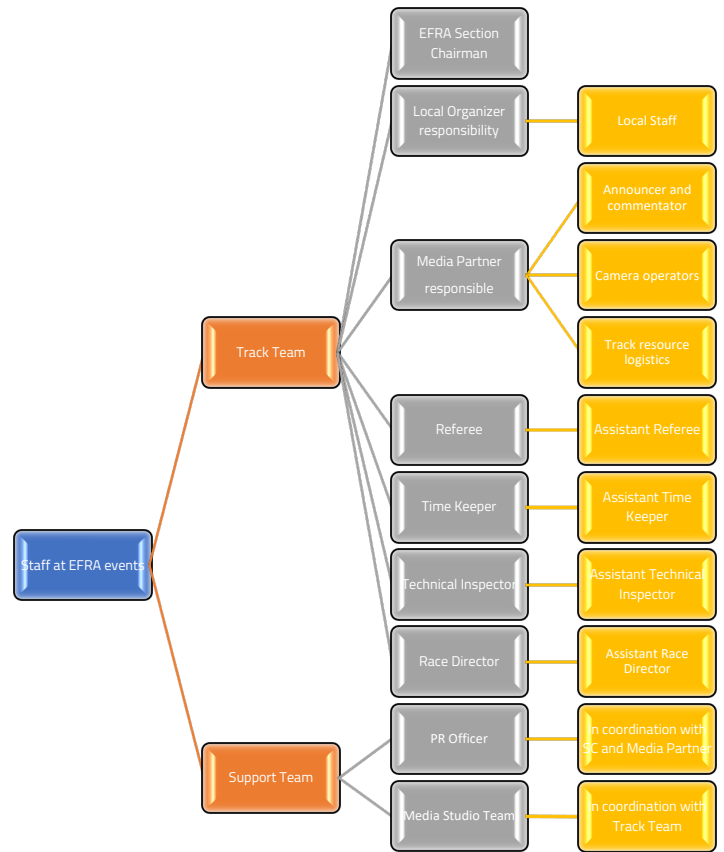 EFRA Section
Chairman
Local Organizer
responsibility
Local Staff
Announcer and
commentator
Media Partner
responsible
Camera operators
Track resource
logistics
Track Team
Referee
Assistant Referee
Time Keeper
Assistant Time
Keeper
Staff at EFRA events
Technical Inspector
Assistant Technical
Inspector
Race Director
Assistant Race
Director
PR Officer
In coordination with
SC and Media Partner
Support Team
Media Studio Team
In coordination with
Track Team